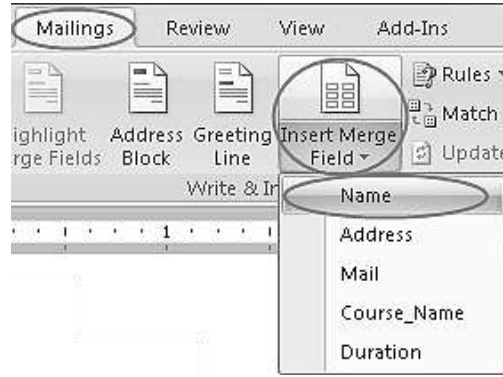 Mailings Review View Add-Ins
Rules
Match
Update
ighlight Address Greeting Insert Merge
rge Fields Block Line Field
Write & In
1
Name
Address
Mail
Course_Name
Duration